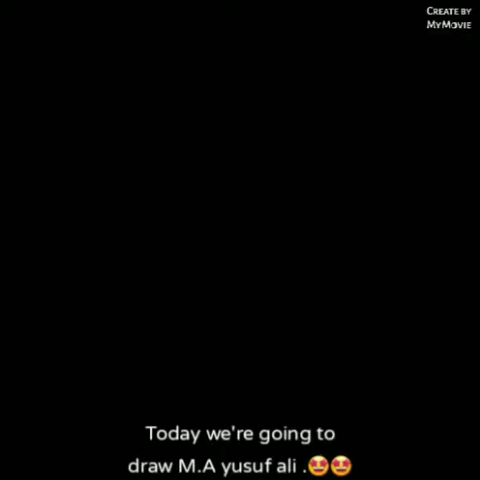 CREATE BY
MYMOVIE
Today we're going to
draw M.A yusuf ali .🤩🤩